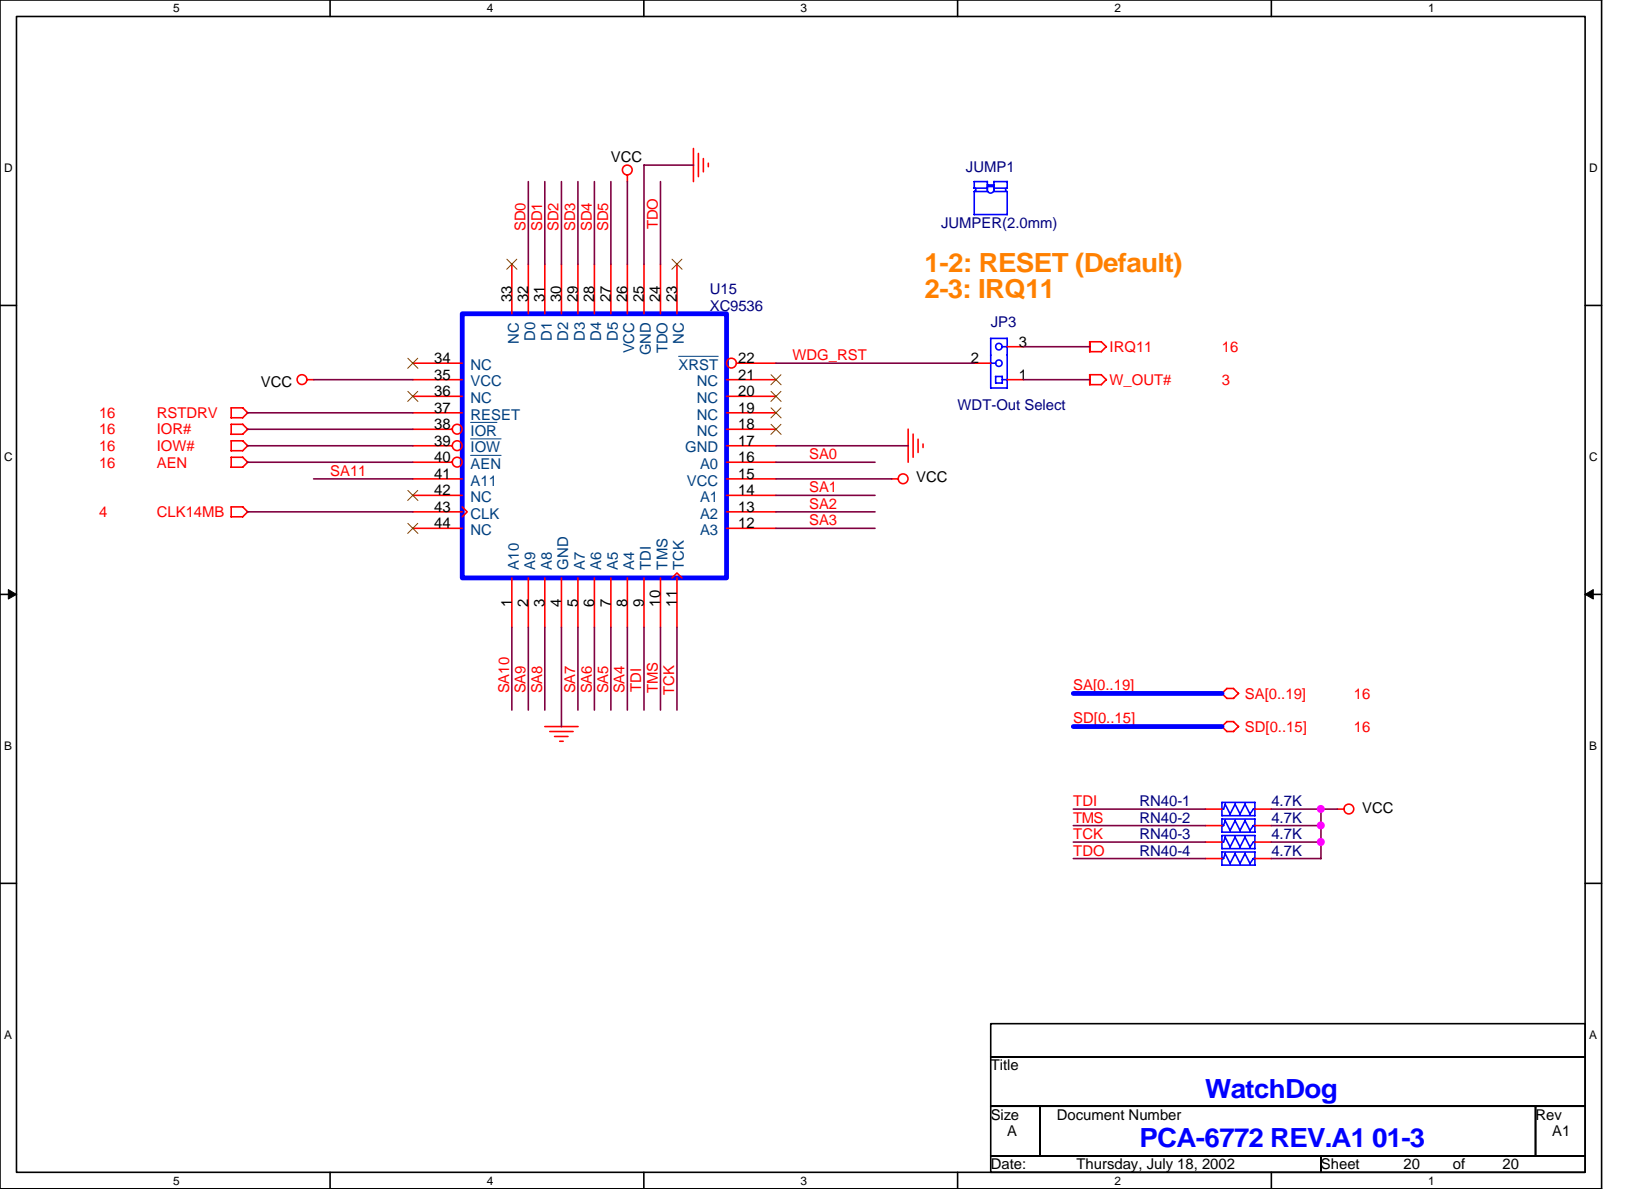 5 4 3 2 1
D D
C C
B B
A A
VCC
SD0
SD1
SD2
SD3
SD4
SD5
TDO
33
32
31
30
29
28
27
26
25
24
23
NC
D0
D1
D2
D3
D4
D5
VCC
GND
TDO
NC
U15
XC9536
JUMP1
JUMPER(2.0mm)
1-2: RESET (Default)
2-3: IRQ11
JP3
3 IRQ11 16
2
1 W_OUT# 3
WDT-Out Select
34 NC
VCC 35 VCC
36 NC
16 RSTDRV 37 RESET
16 IOR# 38 IOR
16 IOW# 39 IOW
16 AEN 40 AEN
SA11 41 A11
42 NC
4 CLK14MB 43 CLK
44 NC
XRST 22 WDG_RST
NC 21
NC 20
NC 19
NC 18
GND 17
A0 16 SA0
VCC 15 VCC
A1 14 SA1
A2 13 SA2
A3 12 SA3
A10
A9
A8
GND
A7
A6
A5
A4
TDI
TMS
TCK
1
2
3
4
5
6
7
8
9
10
11
SA10
SA9
SA8
SA7
SA6
SA5
SA4
TDI
TMS
TCK
SA[0..19] SA[0..19] 16
SD[0..15] SD[0..15] 16
TDI RN40-1 4.7K VCC
TMS RN40-2 4.7K
TCK RN40-3 4.7K
TDO RN40-4 4.7K
Title
WatchDog
Size Document Number Rev
A PCA-6772 REV.A1 01-3 A1
Date: Thursday, July 18, 2002 Sheet 20 of 20
5 4 3 2 1